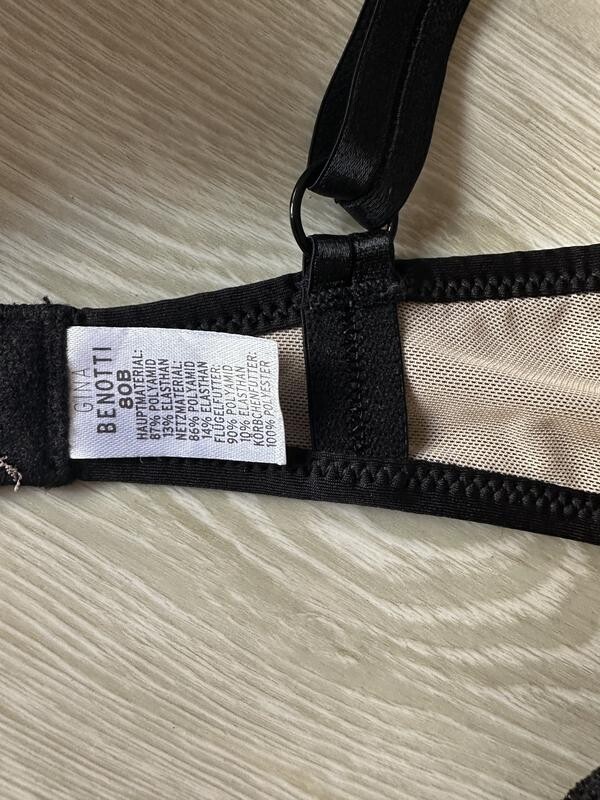 GINA
BENOTTI
80B
HAUPTMATERIAL:
87% POLYAMID
13% ELASTHAN
NETZMATERIAL:
86% POLYAMID
14% ELASTHAN
FLÜGELFUTTER:
90% POLYAMID
10% ELASTHAN
KÖRBCHENFUTTER:
100% POLYESTER